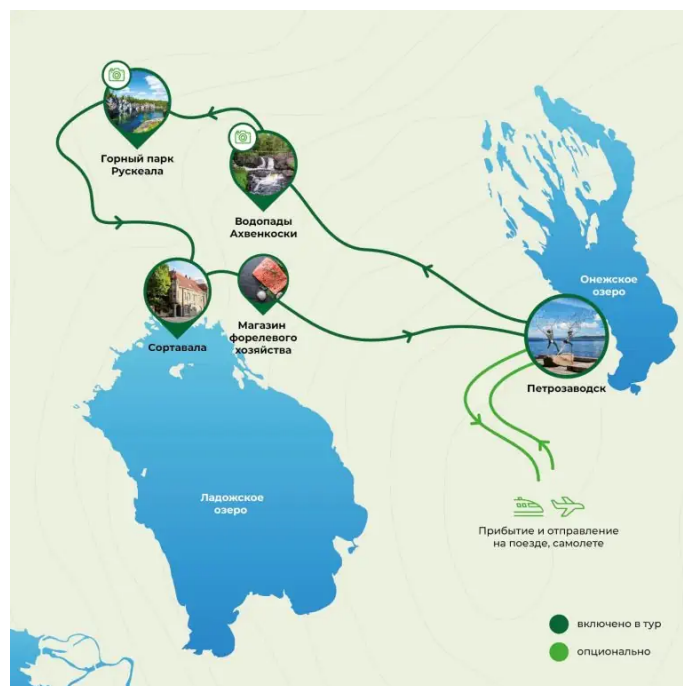 Горный парк
Рускеала
Водопады
Ахвенкоски
Онежское
озеро
Магазин
форелевого
хозяйства
Сортавала
Петрозаводск
Ладожское
озеро
Прибытие и отправление
на поезде, самолете
включено в тур
опционально